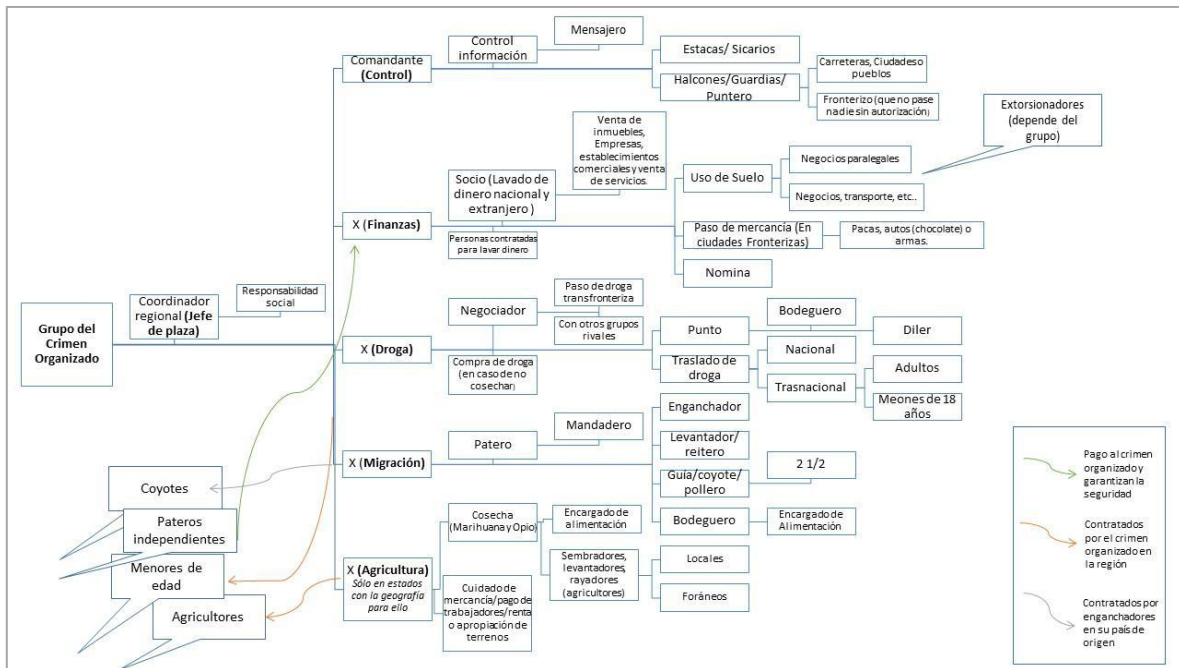 Mensajero
Control
información
Comandante
(Control)
Estacas/ Sicarios
Halcones/Guardias/
Puntero
Carreteras, Ciudadeso
pueblos
Fronterizo (que no pase
nadie sin autorización)
Extorsionadores
(depende del
grupo)
Venta de
inmuebles,
Empresas,
establecimientos
comerciales y venta
de servicios.
Socio (Lavado de
dinero nacional y
extranjero )
X (Finanzas)
Personas contratadas
para lavar dinero
Uso de Suelo
Negocios paralegales
Negocios, transporte, etc..
Paso de mercancía (En
ciudades Fronterizas)
Pacas, autos (chocolate) o
armas.
Nomina
Grupo del
Crimen
Organizado
Coordinador
regional (Jefe
de plaza)
Responsabilidad
social
X (Droga)
Negociador
Paso de droga
transfronteriza
Con otros grupos
rivales
Compra de droga
(en caso de no
cosechar)
Punto
Bodeguero
Diler
Traslado de
droga
Nacional
Trasnacional
Adultos
Meones de 18
años
X (Migración)
Patero
Mandadero
Enganchador
Levantador/
reitero
Guía/coyote/
pollero
2 1/2
Bodeguero
Encargado de
Alimentación
X (Agricultura)
Sólo en estados
con la geografía
para ello
Cosecha
(Marihuana y Opio)
Encargado de
alimentación
Sembradores,
levantadores,
rayadores
(agricultores)
Locales
Foráneos
Cuidado de
mercancía/pago de
trabajadores/renta
o apropiación de
terrenos
Coyotes
Pateros
independientes
Menores de
edad
Agricultores
Pago al crimen
organizado y
garantizan la
seguridad
Contratados
por el crimen
organizado en
la región
Contratados por
enganchadores
en su país de
origen